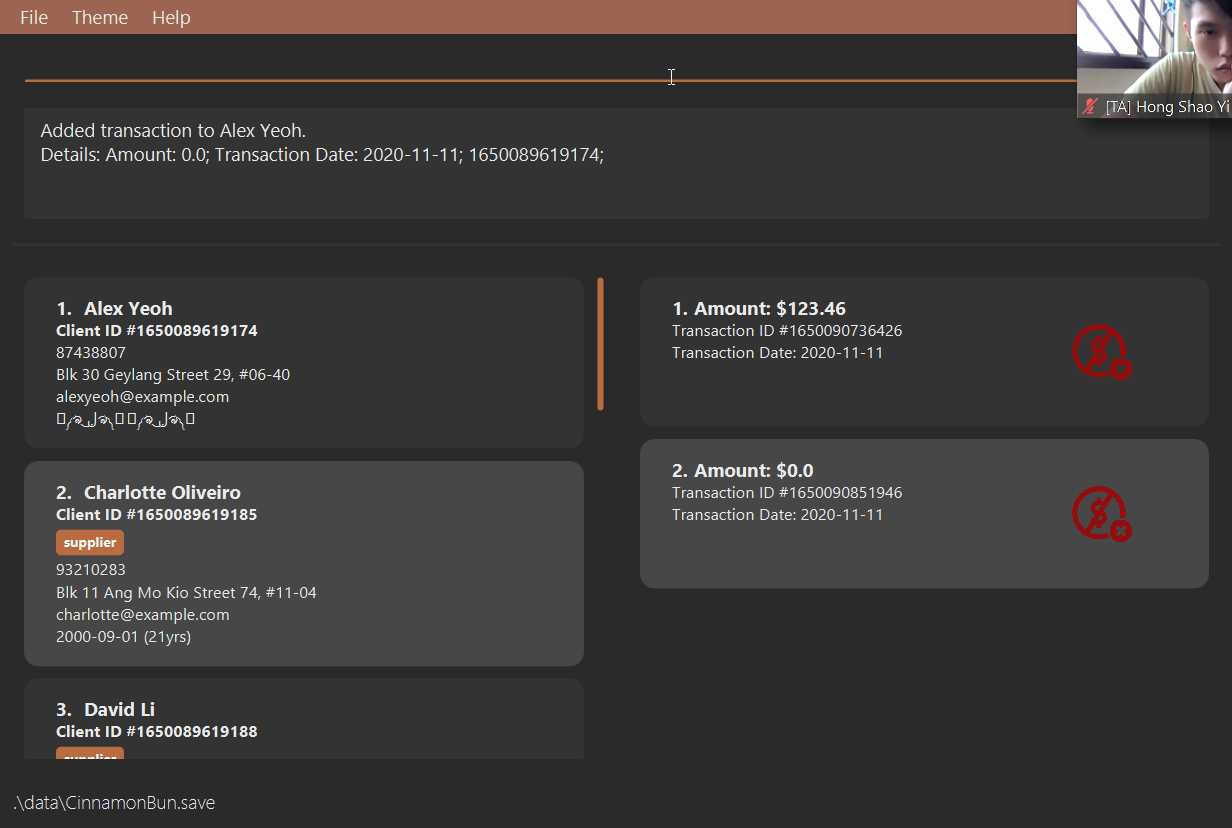 File Theme Help
[TA] Hong Shao Yi
Added transaction to Alex Yeoh.
Details: Amount: 0.0; Transaction Date: 2020-11-11; 1650089619174;
1. Alex Yeoh
Client ID #1650089619174
87438807
Blk 30 Geylang Street 29, #06-40
alexyeoh@example.com
2. Charlotte Oliveiro
Client ID #1650089619185
supplier
93210283
Blk 11 Ang Mo Kio Street 74, #11-04
charlotte@example.com
2000-09-01 (21yrs)
3. David Li
Client ID #1650089619188
supplier
1. Amount: $123.46
Transaction ID #1650090736426
Transaction Date: 2020-11-11
2. Amount: $0.0
Transaction ID #1650090851946
Transaction Date: 2020-11-11
.\data\CinnamonBun.save